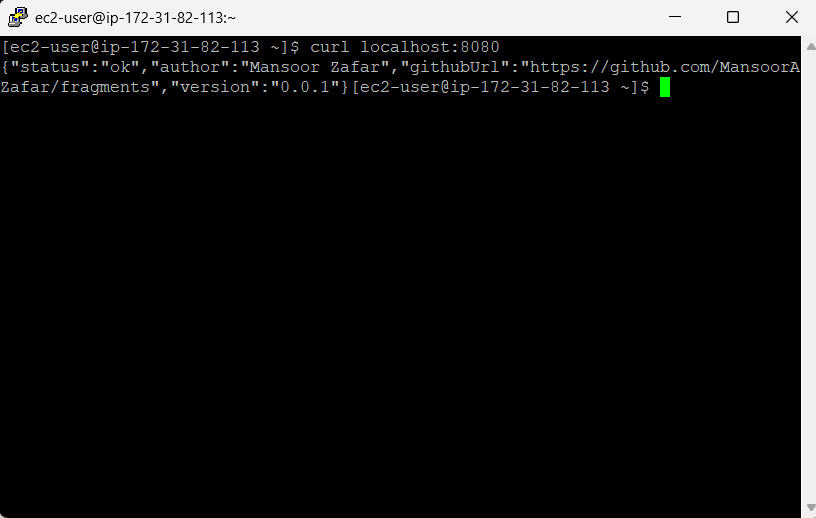 ec2-user@ip-172-31-82-113:~
[ec2-user@ip-172-31-82-113 ~]$ curl localhost:8080
{"status":"ok","author":"Mansoor Zafar","githubUrl":"https://github.com/MansoorA
Zafar/fragments","version":"0.0.1"}[ec2-user@ip-172-31-82-113 ~]$